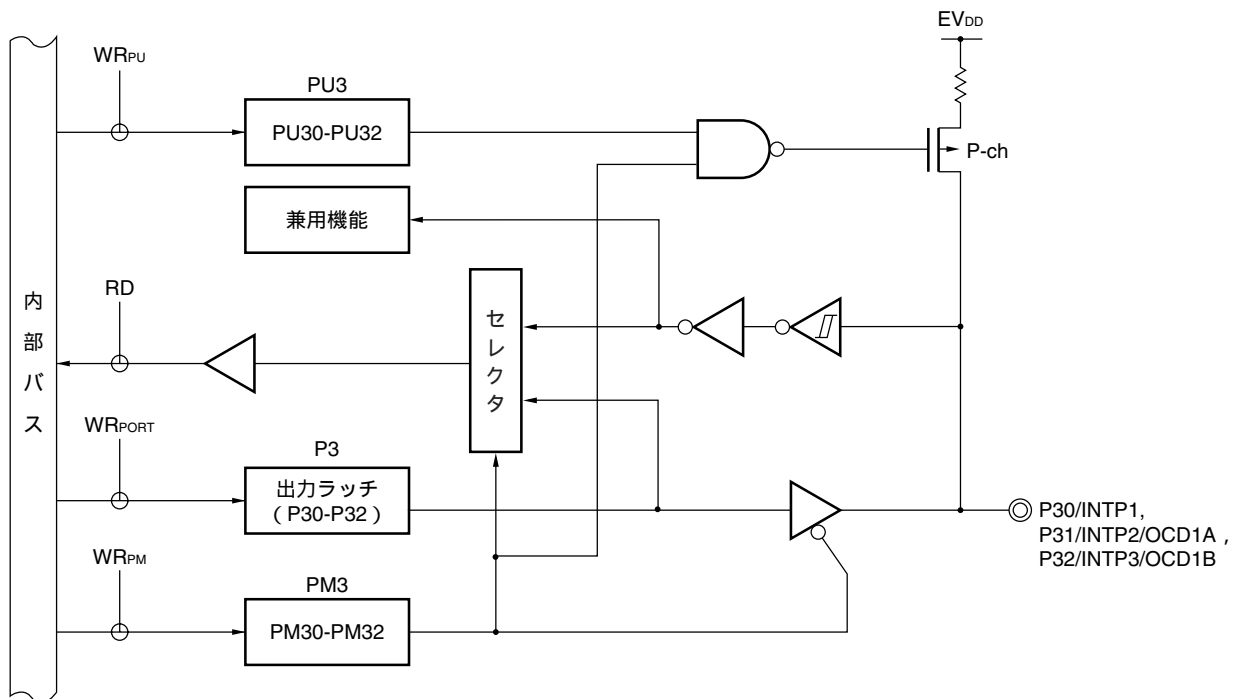 EVDD
WRPU
PU3
PU30-PU32
P-ch
兼用機能
RD
セレクタ
内部バス
WRPORT
P3
出力ラッチ
（P30-P32）
P30/INTP1,
P31/INTP2/OCD1A ,
P32/INTP3/OCD1B
WRPM
PM3
PM30-PM32